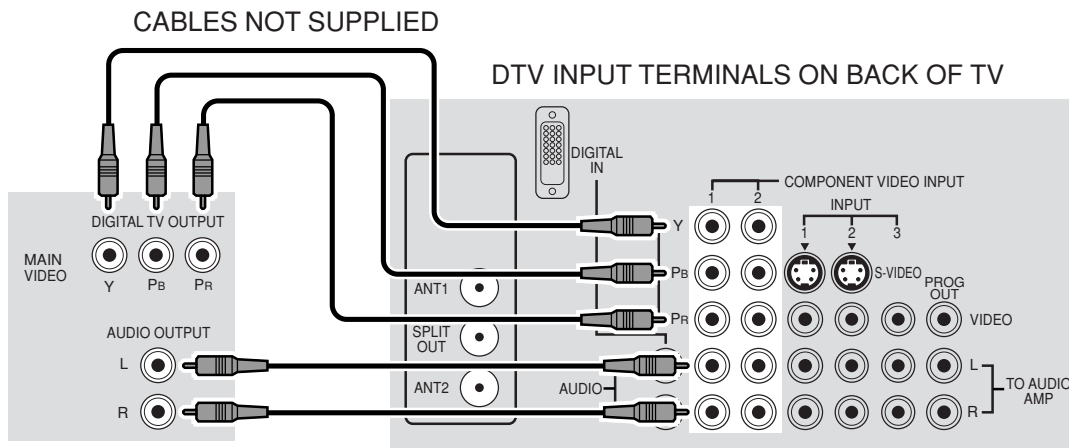 CABLES NOT SUPPLIED
DTV INPUT TERMINALS ON BACK OF TV
DIGITAL TV OUTPUT
MAIN
VIDEO
Y PB PR
AUDIO OUTPUT
L
R
ANT1
SPLIT
OUT
ANT2
DIGITAL
IN
COMPONENT VIDEO INPUT
1 2
INPUT
1 2 3
Y
PB
PR
S-VIDEO
PROG
OUT
VIDEO
AUDIO
L
R
TO AUDIO
AMP